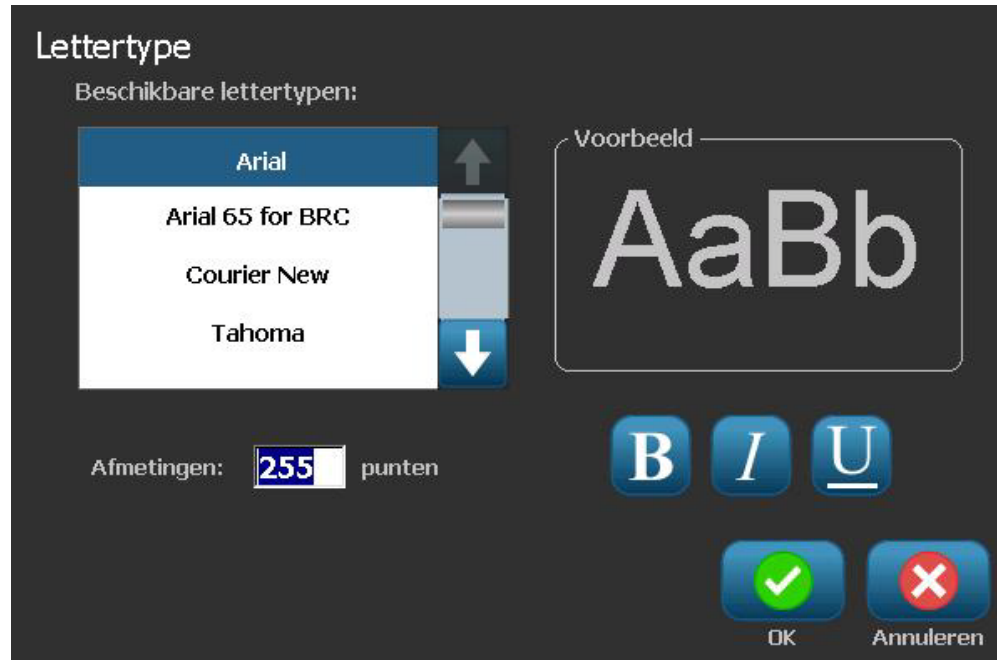 Lettertype
Beschikbare lettertypen:
Arial
Arial 65 for BRC
Courier New
Tahoma
Voorbeeld
AaBb
Afmetingen: 255 punten
B I U
OK Annuleren